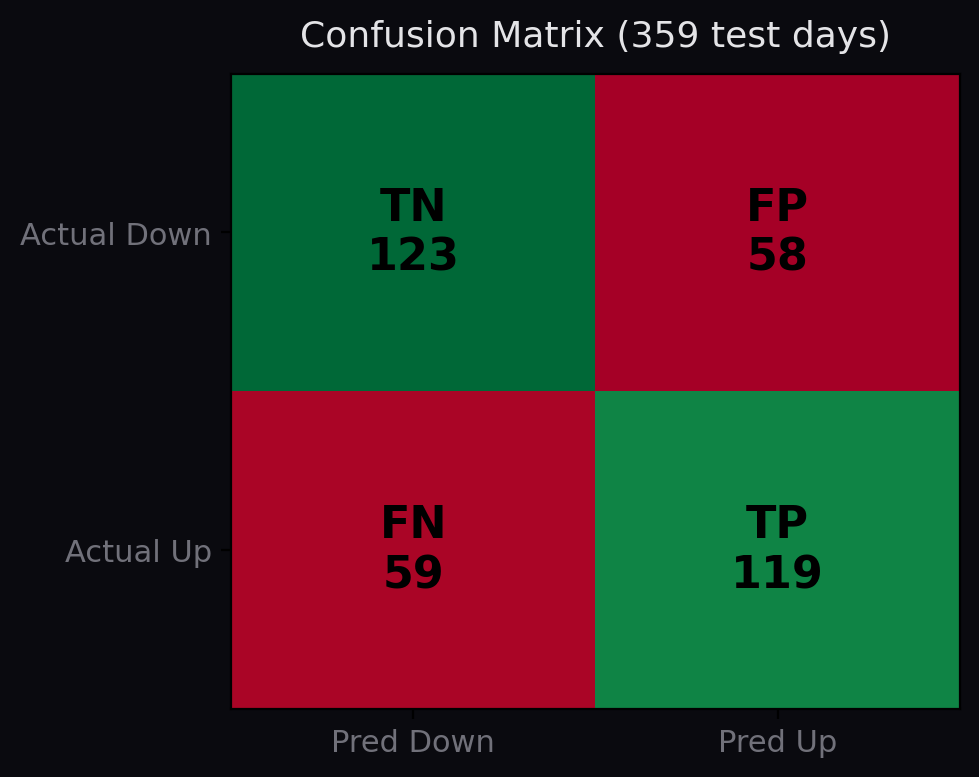 Confusion Matrix (359 test days)
Actual Down
TN
123
FP
58
Actual Up
FN
59
TP
119
Pred Down
Pred Up